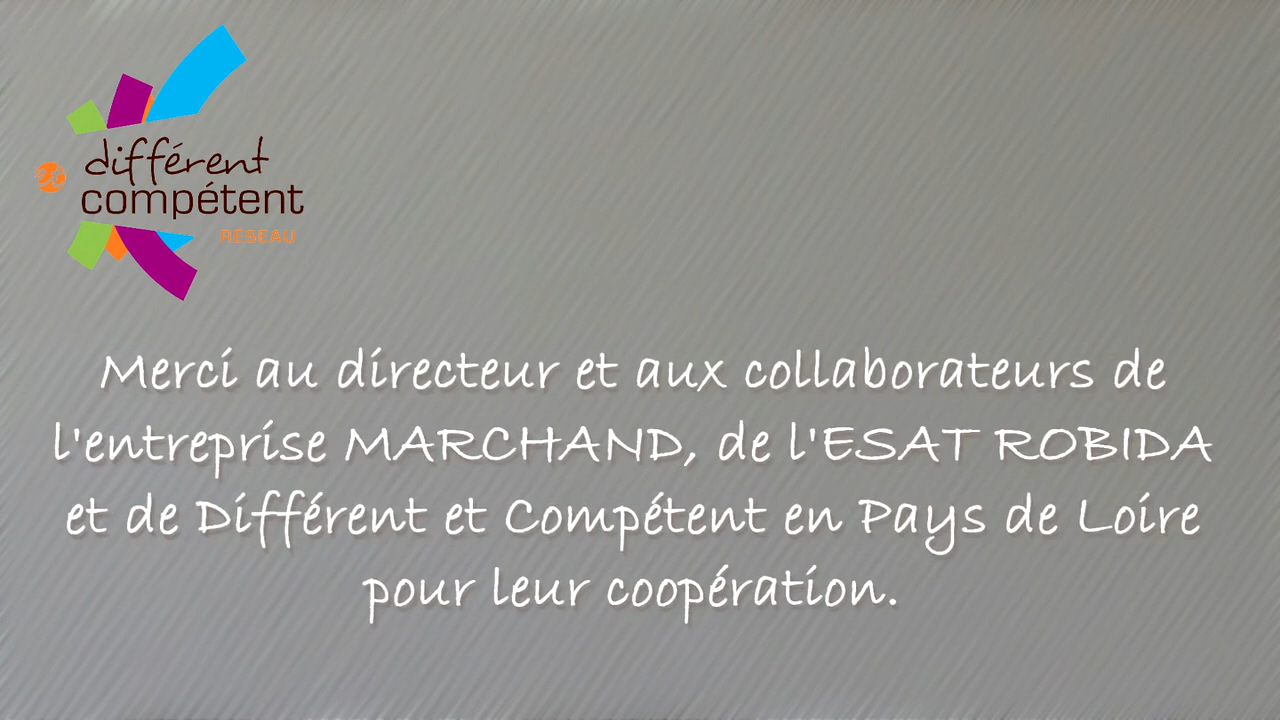 différent
compétent
RÉSEAU
Merci au directeur et aux collaborateurs de
l'entreprise MARCHAND, de l'ESAT ROBIDA
et de Différent et Compétent en Pays de Loire
pour leur coopération.